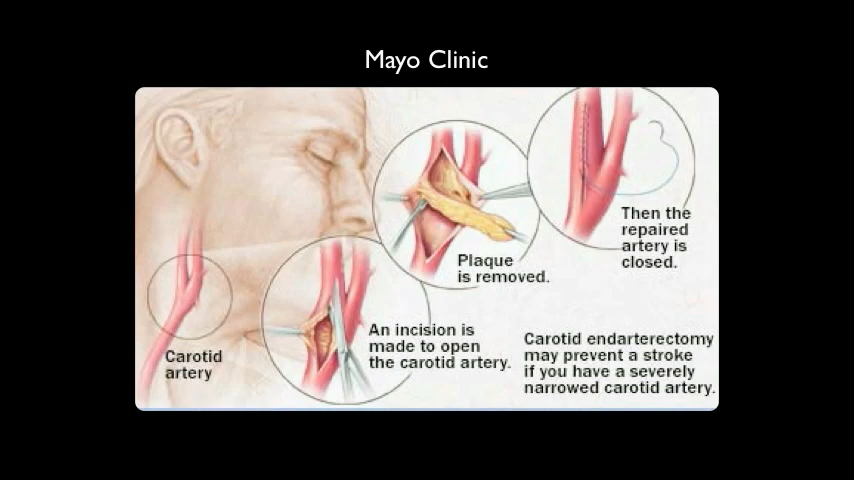 Mayo Clinic
Carotid
artery
An incision is
made to open
the carotid artery.
Plaque
is removed.
Then the
repaired
artery is
closed.
Carotid endarterectomy
may prevent a stroke
if you have a severely
narrowed carotid artery.